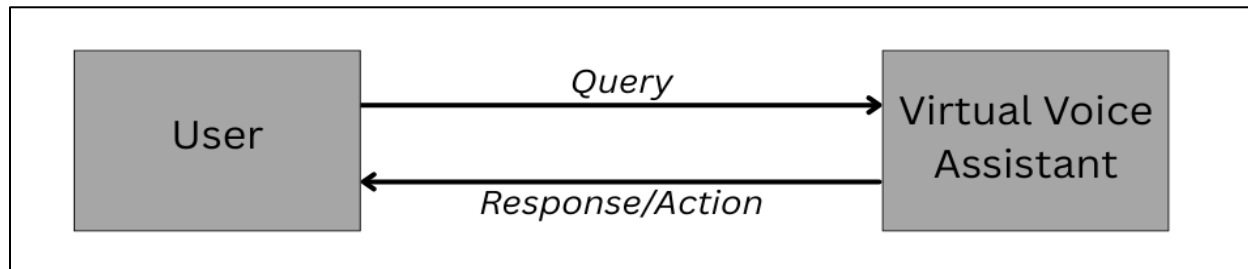 Query
User
Virtual Voice
Assistant
Response/Action